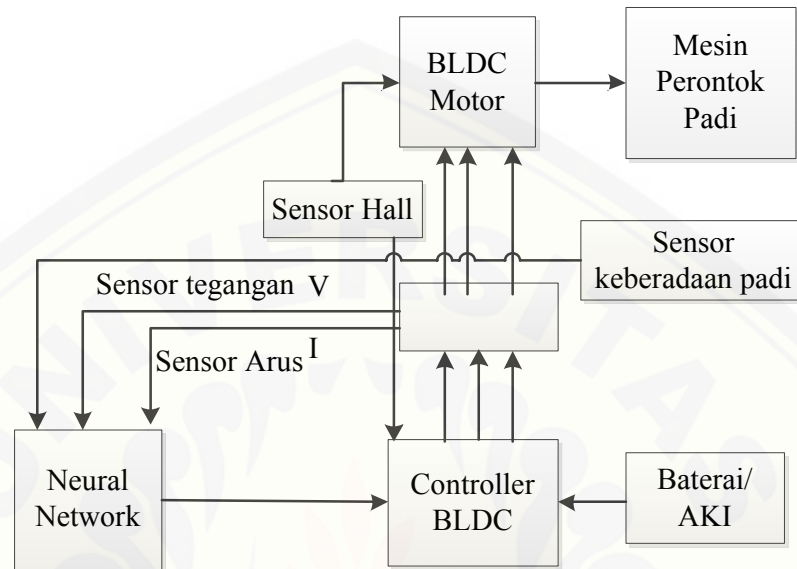 BLDC
Motor
Mesin
Perontok
Padi
Sensor Hall
Sensor
keberadaan padi
Sensor tegangan V
Sensor Arus I
Neural
Network
Controller
BLDC
Baterai/
AKI
UNIVERSITAS